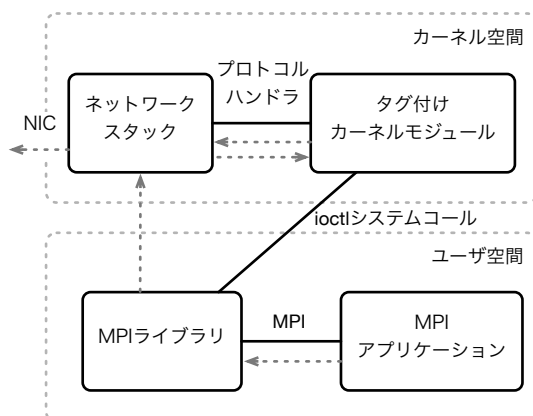 カーネル空間
プロトコル
ハンドラ
ネットワーク
スタック
タグ付け
カーネルモジュール
NIC
ioctlシステムコール
ユーザ空間
MPIライブラリ
MPI
MPI
アプリケーション